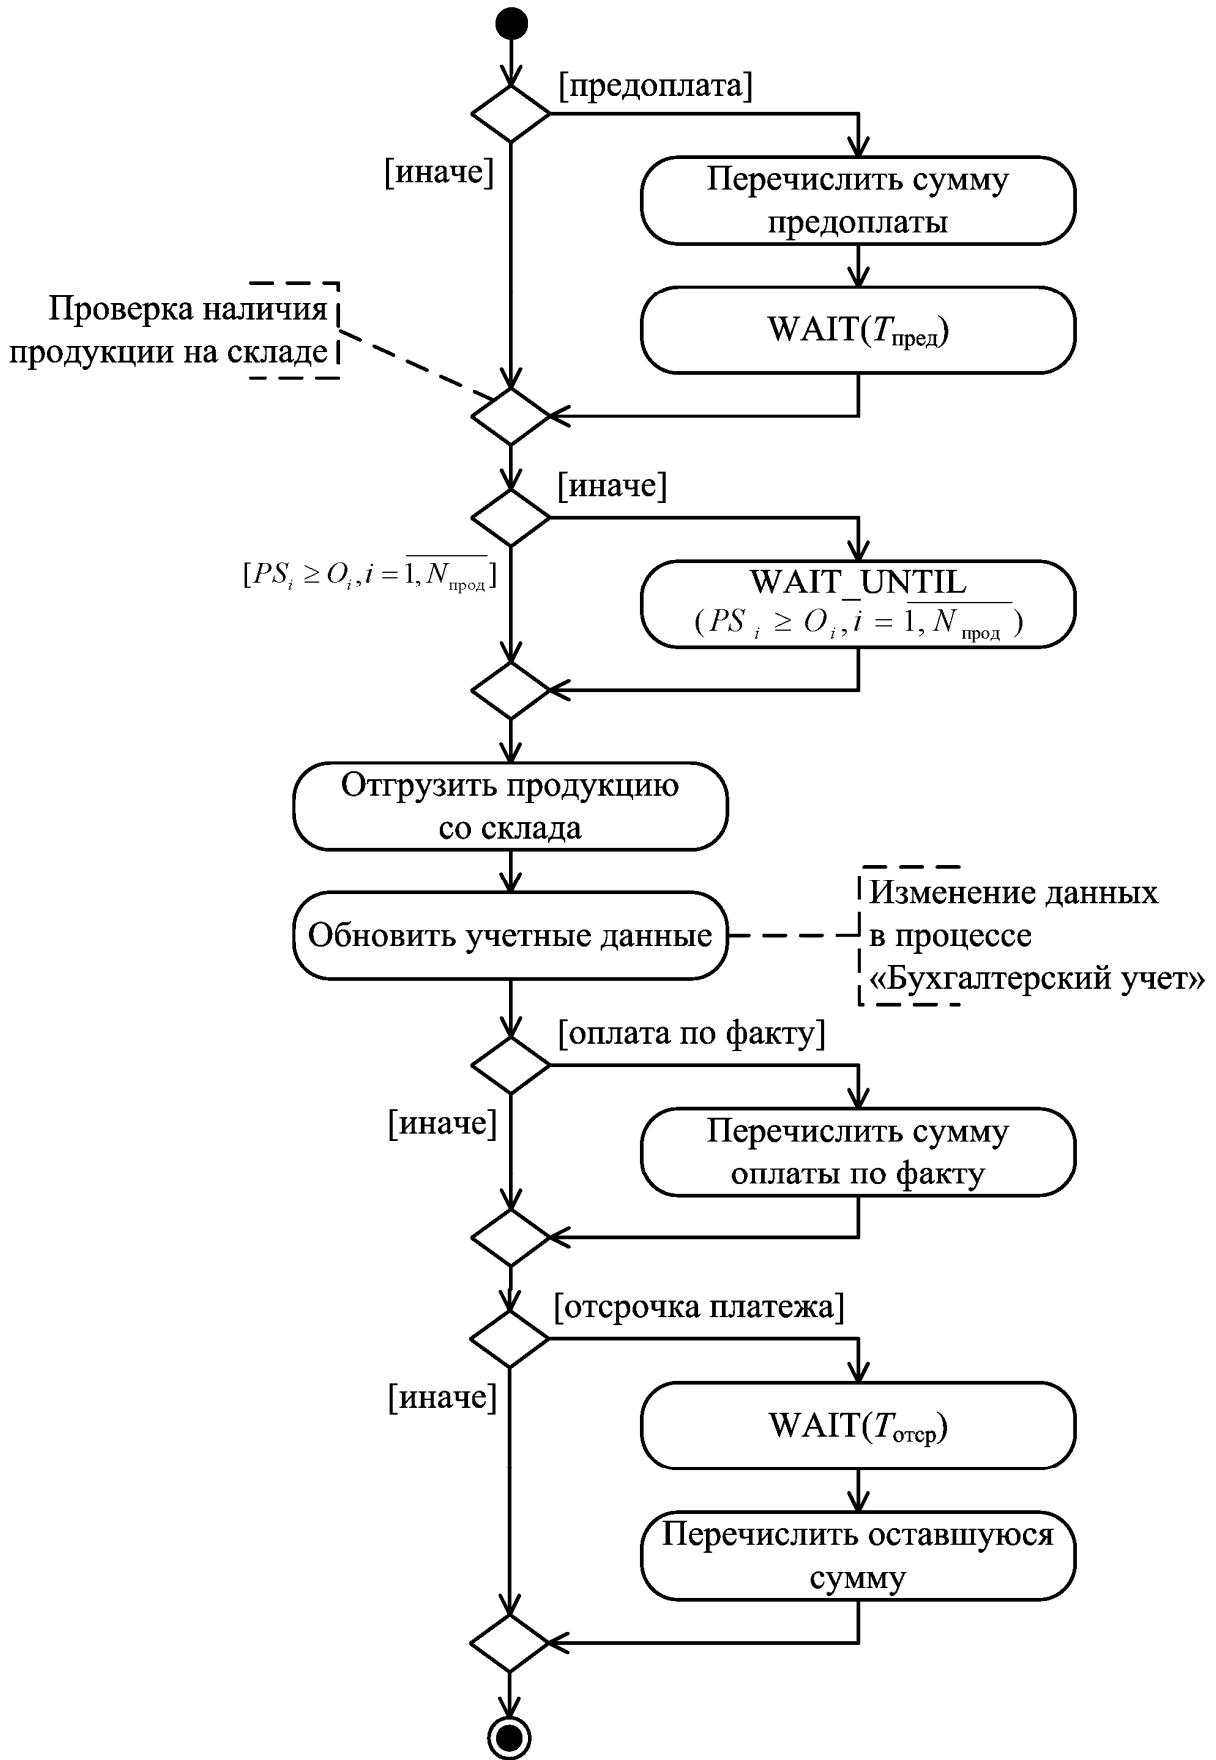 [предоплата]
[иначе]
Перечислить сумму
предоплаты
Проверка наличия
продукции на складе
WAIT(Tпред)
[иначе]
[PSi ≥ Oi, i = 1, Nпрод]
WAIT_UNTIL
(PSi ≥ Oi, i = 1, Nпрод)
Отгрузить продукцию
со склада
Обновить учетные данные
Изменение данных
в процессе
«Бухгалтерский учет»
[оплата по факту]
[иначе]
Перечислить сумму
оплаты по факту
[отсрочка платежа]
[иначе]
WAIT(Tотср)
Перечислить оставшуюся
сумму